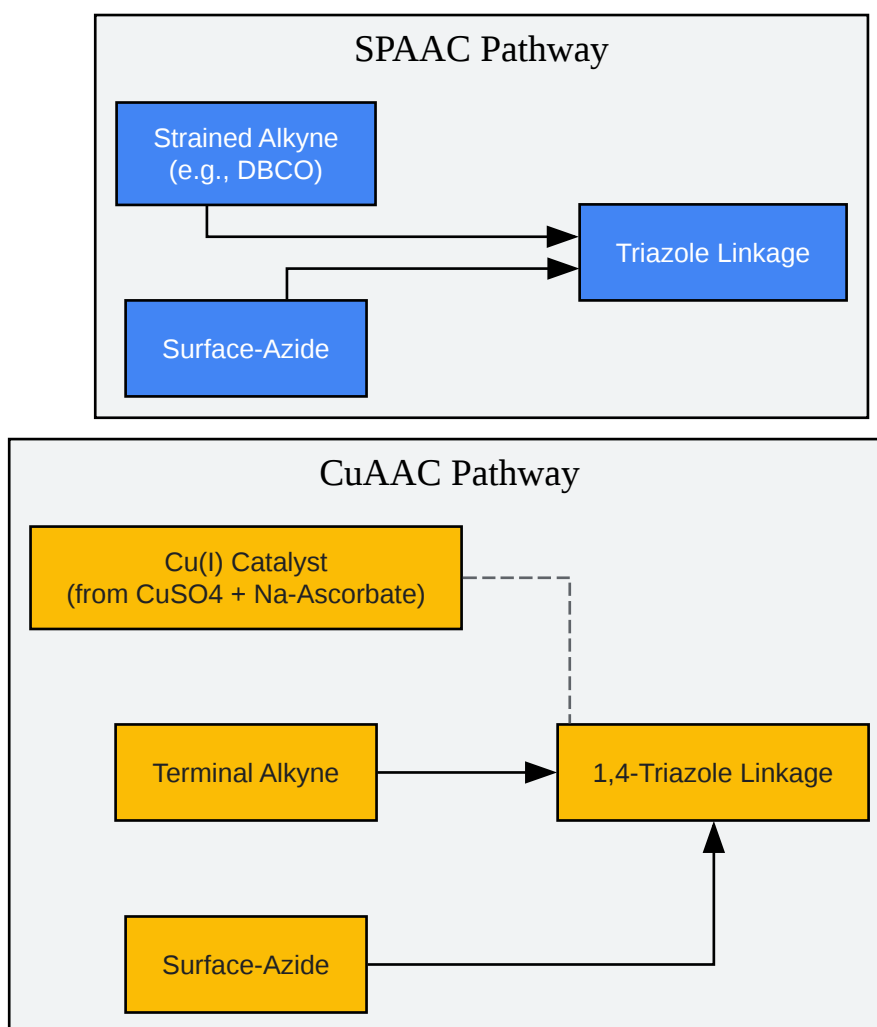 SPAAC Pathway
Strained Alkyne
(e.g., DBCO)
Triazole Linkage
Surface-Azide
CuAAC Pathway
Cu(I) Catalyst
(from CuSO4 + Na-Ascorbate)
Terminal Alkyne
1,4-Triazole Linkage
Surface-Azide